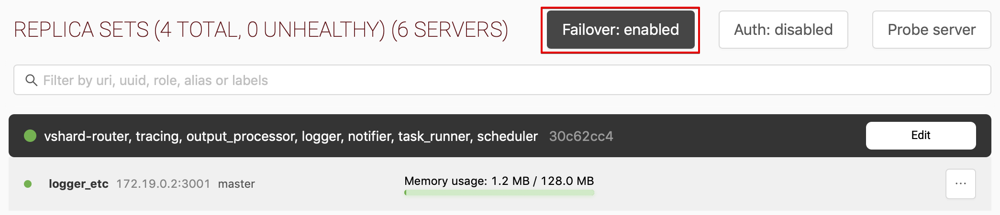 REPLICA SETS (4 TOTAL, 0 UNHEALTHY) (6 SERVERS)
Failover: enabled
Auth: disabled
Probe server
Filter by uri, uuid, role, alias or labels
vshard-router, tracing, output_processor, logger, notifier, task_runner, scheduler 30c62cc4
Edit
logger_etc 172.19.0.2:3001 master
Memory usage: 1.2 MB / 128.0 MB
...